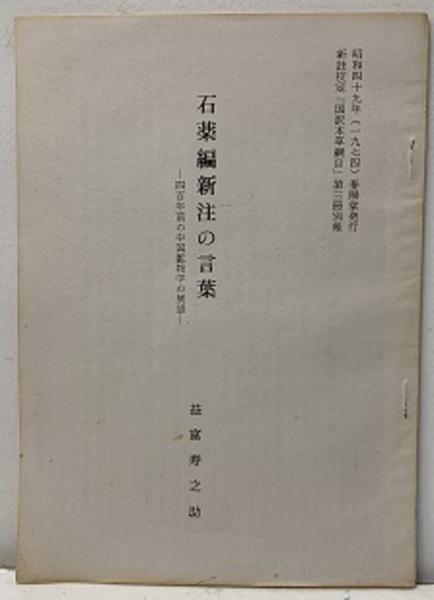 昭和四十九年(一九七四)春陽堂発行
新註校定「国訳本草綱目」第三冊別報
石薬編新注の言葉
―四百年前の中国鉱物学の展望―
益富寿之助